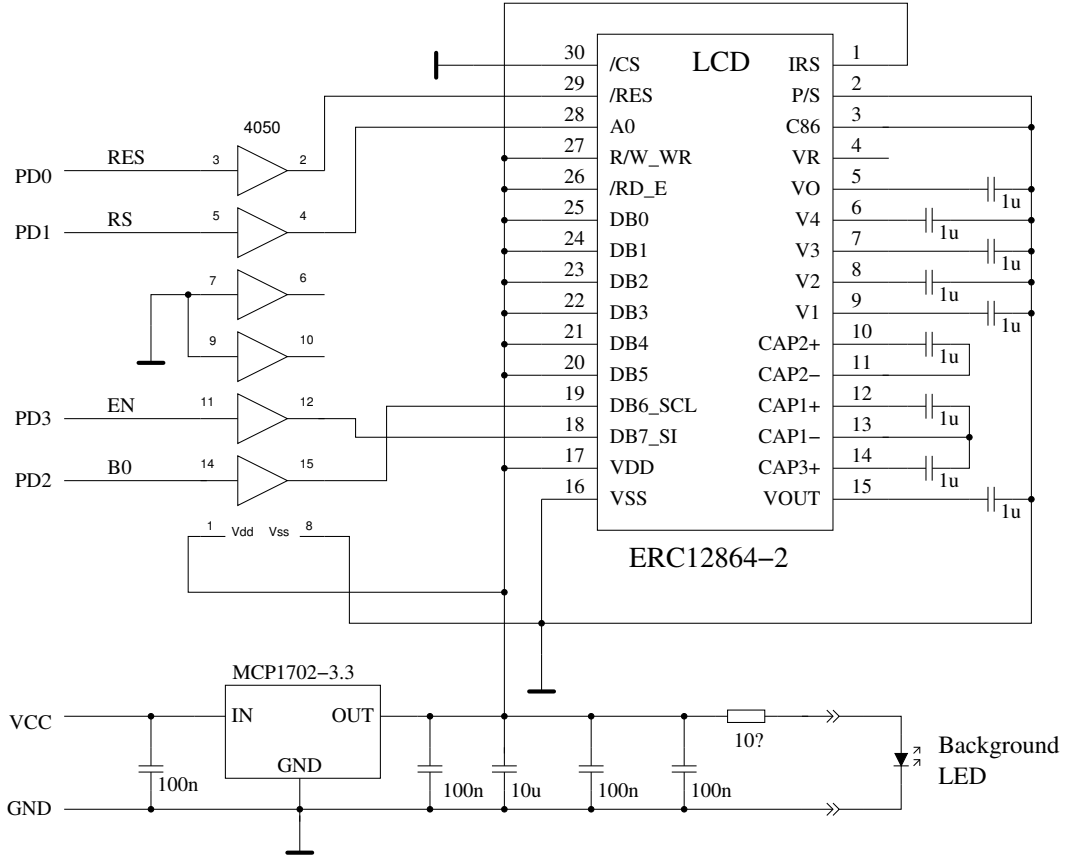 30 /CS LCD IRS 1
29 /RES P/S 2
28 A0 C86 3
4050
27 R/W_WR VR 4
PD0 RES 3 2
26 /RD_E VO 5 1u
25 DB0 V4 6 1u
PD1 RS 5 4
24 DB1 V3 7 1u
23 DB2 V2 8 1u
7 6
22 DB3 V1 9 1u
21 DB4 CAP2+ 10 1u
9 10
20 DB5 CAP2− 11
19 DB6_SCL CAP1+ 12 1u
PD3 EN 11 12
18 DB7_SI CAP1− 13
17 VDD CAP3+ 14 1u
PD2 B0 14 15
16 VSS VOUT 15 1u
1 Vdd Vss 8
ERC12864−2
MCP1702−3.3
VCC IN OUT
10?
Background
LED
GND
100n 100n 10u 100n 100n
GND